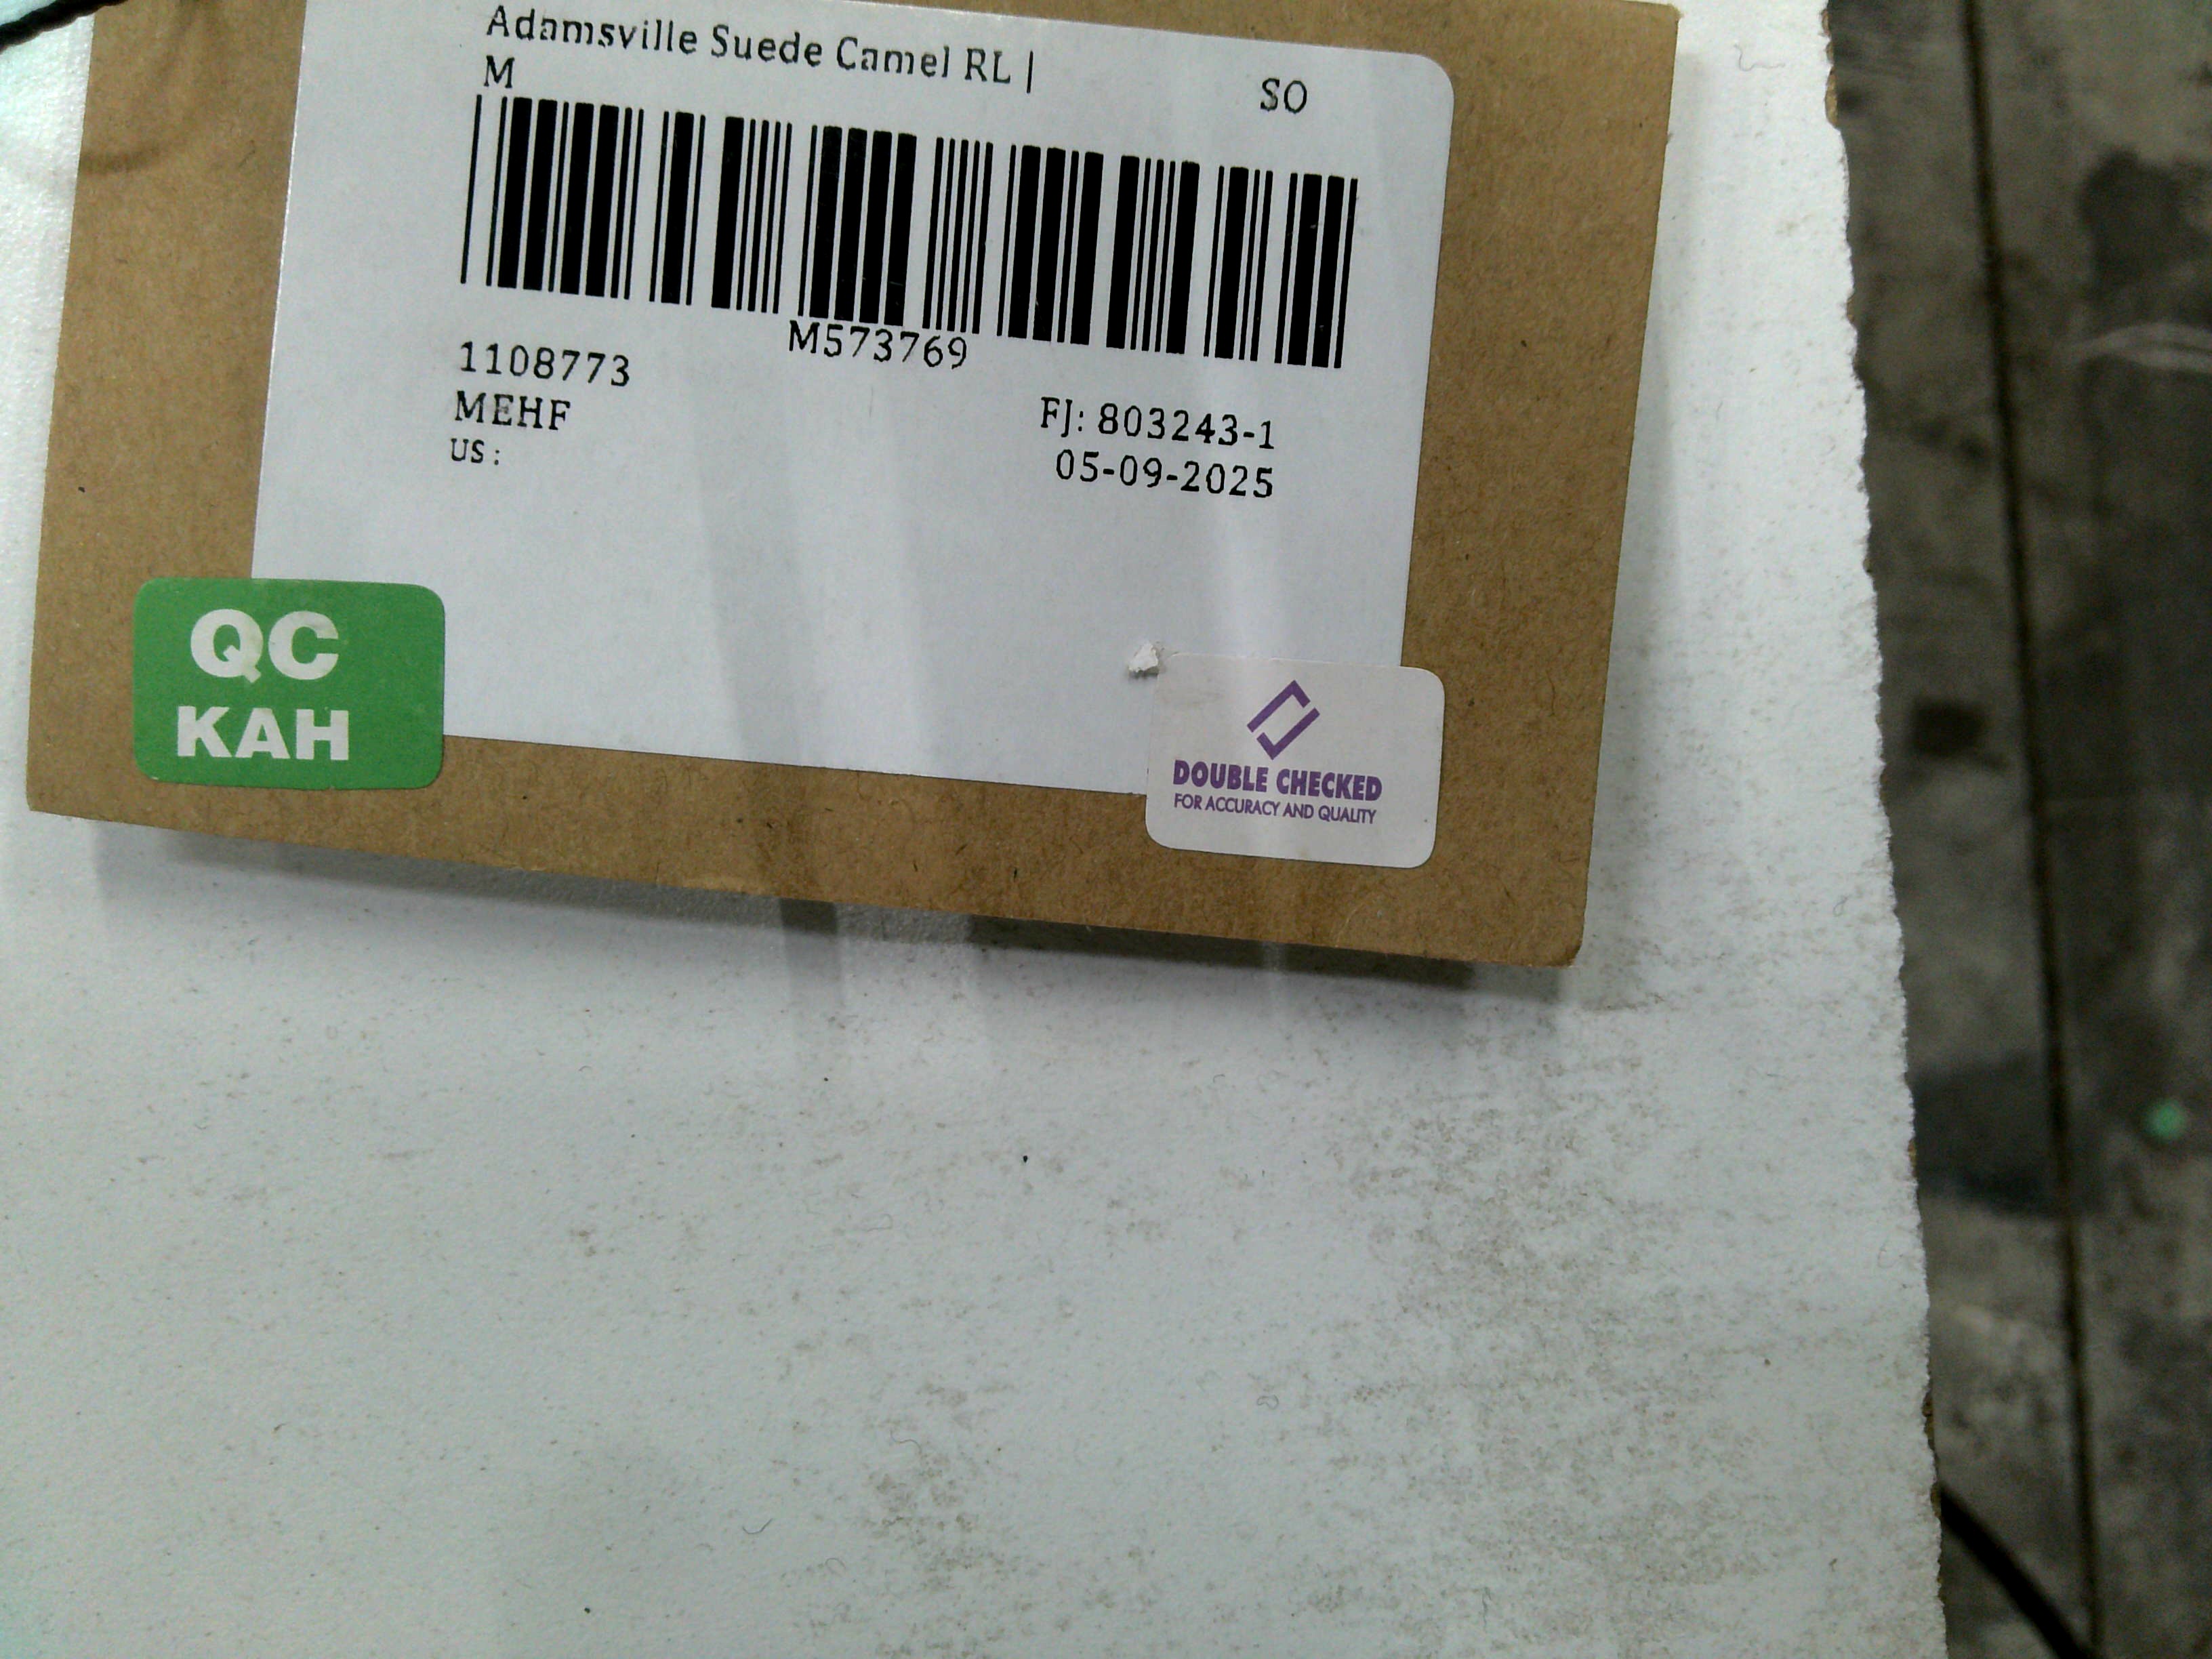 Adamsville Suede Camel RL |
M
SO
M573769
1108773
MEHF
US :
FJ: 803243-1
05-09-2025
QC
KAH
DOUBLE CHECKED
FOR ACCURACY AND QUALITY